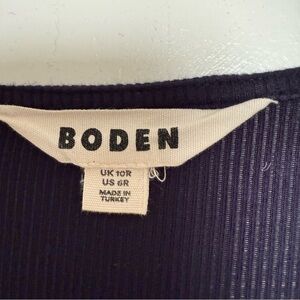 BODEN
UK 10R
US 6R
MADE IN
TURKEY